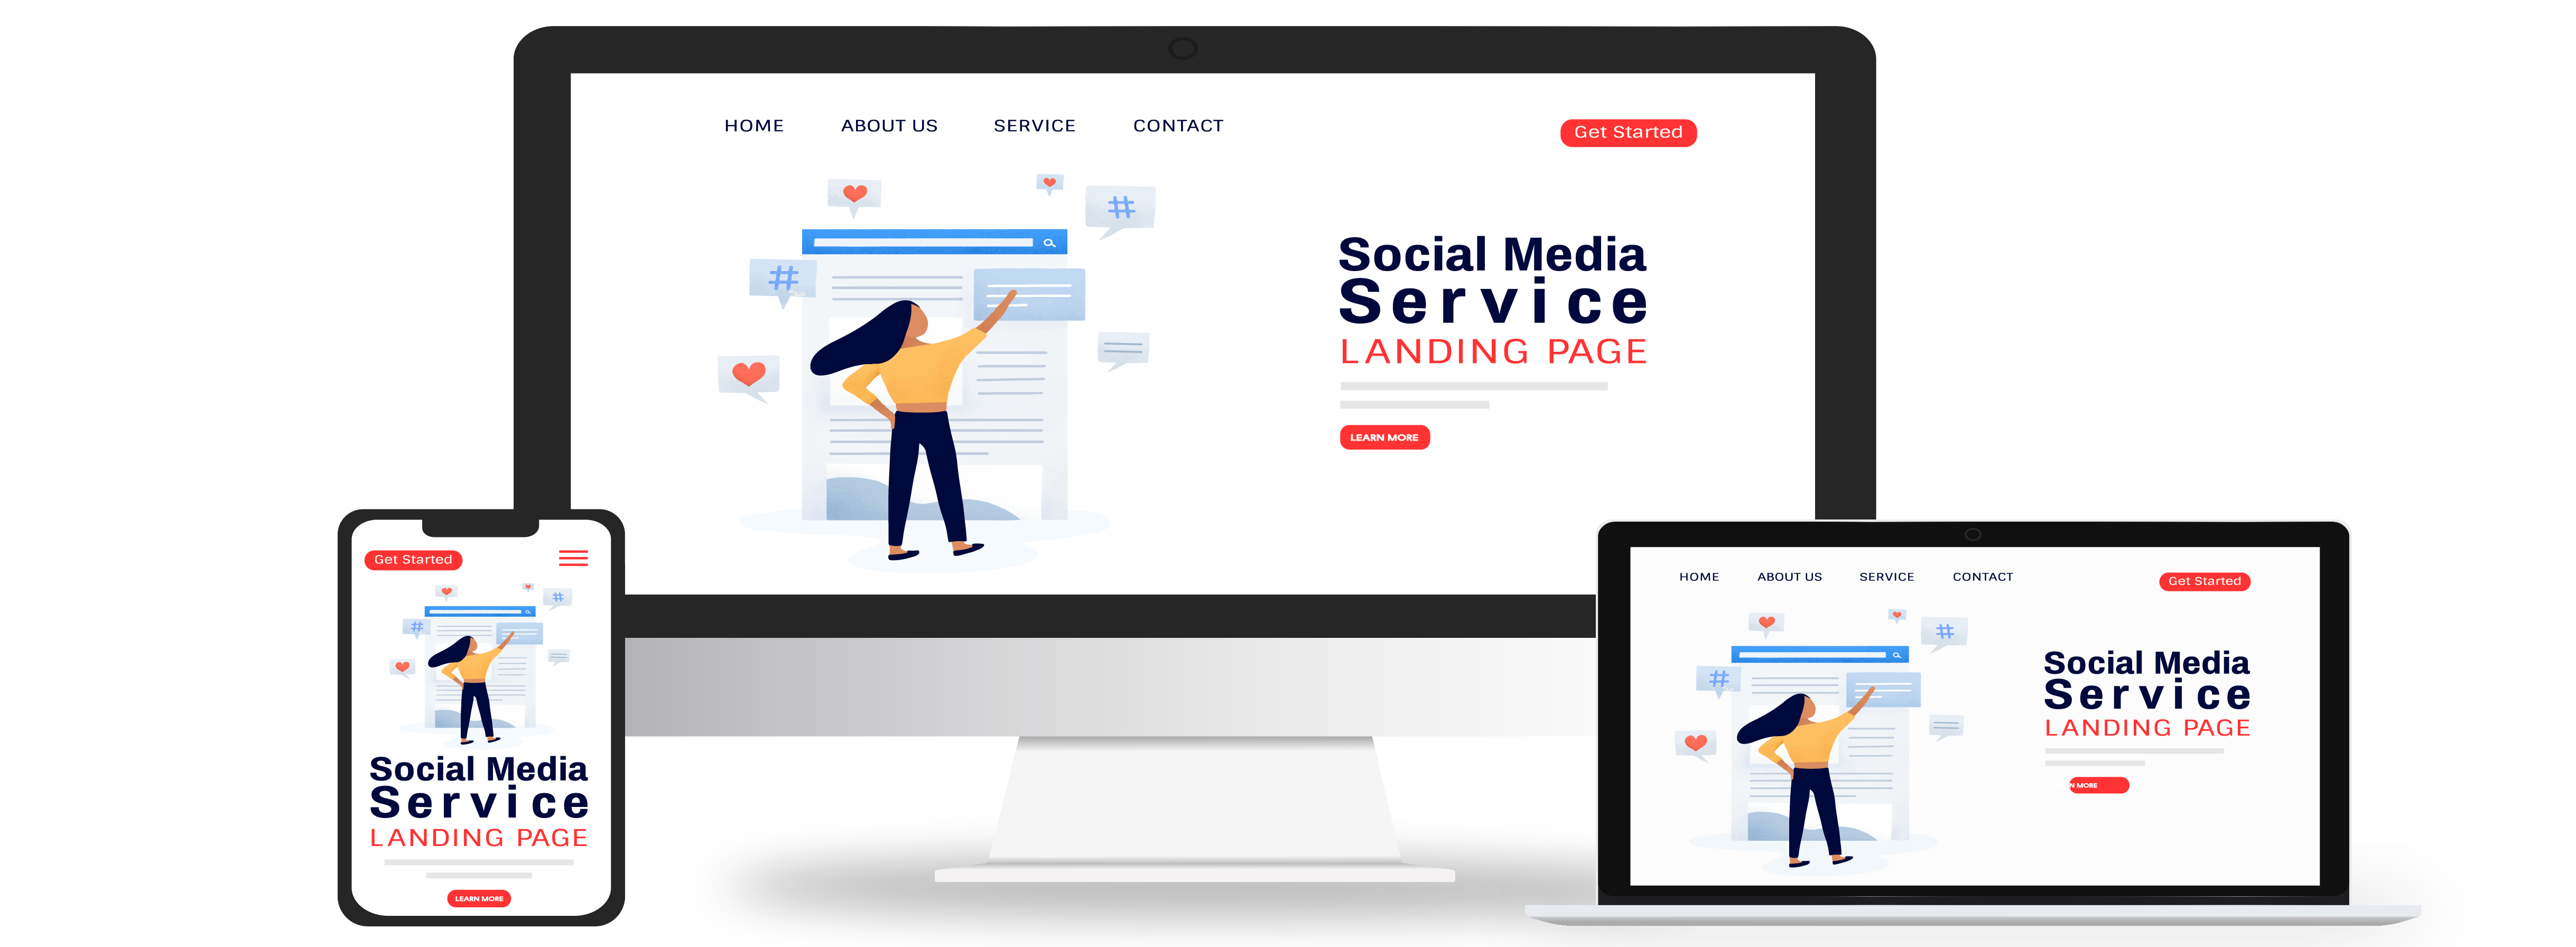 HOME ABOUT US SERVICE CONTACT
Get Started
#
#
Social Media
Service
LANDING PAGE
LEARN MORE
Get Started
#
#
Social Media
Service
LANDING PAGE
LEARN MORE
HOME ABOUT US SERVICE CONTACT
Get Started
#
#
Social Media
Service
LANDING PAGE
N MORE